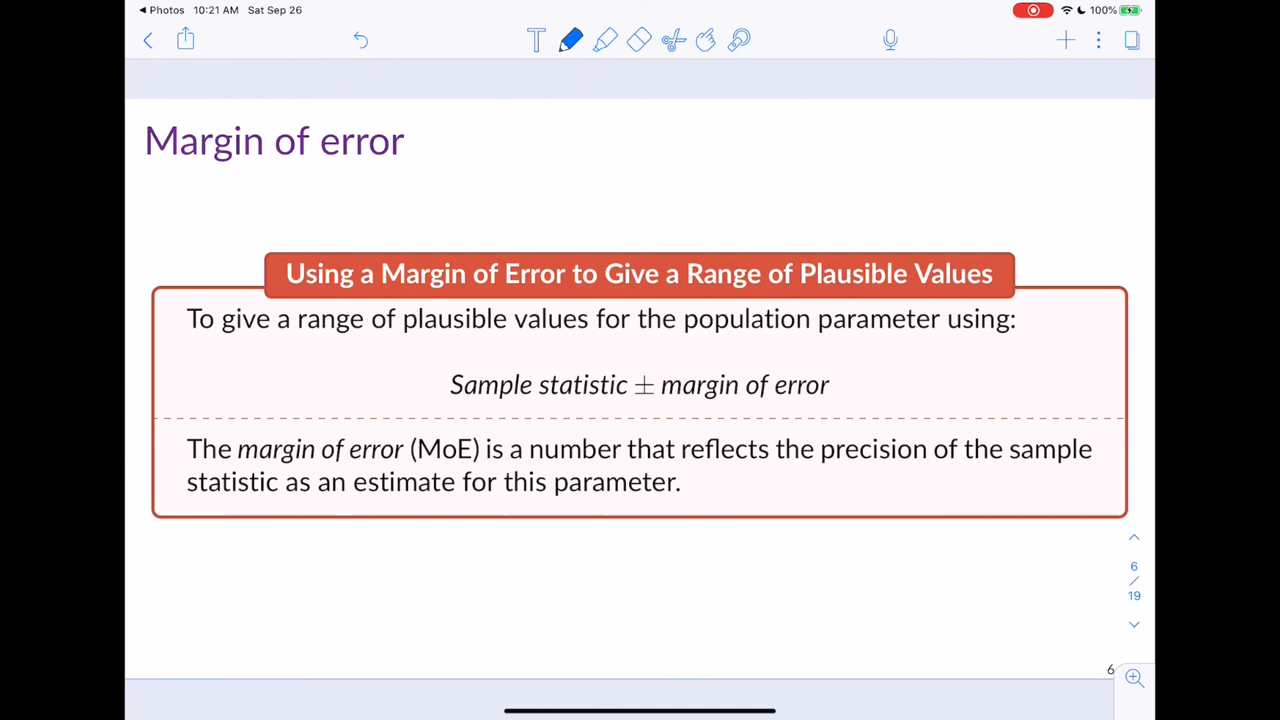 Photos 10:21 AM Sat Sep 26 100%
T
Margin of error
Using a Margin of Error to Give a Range of Plausible Values
To give a range of plausible values for the population parameter using:
Sample statistic ± margin of error
The margin of error (MoE) is a number that reflects the precision of the sample
statistic as an estimate for this parameter.
6
/
19
6